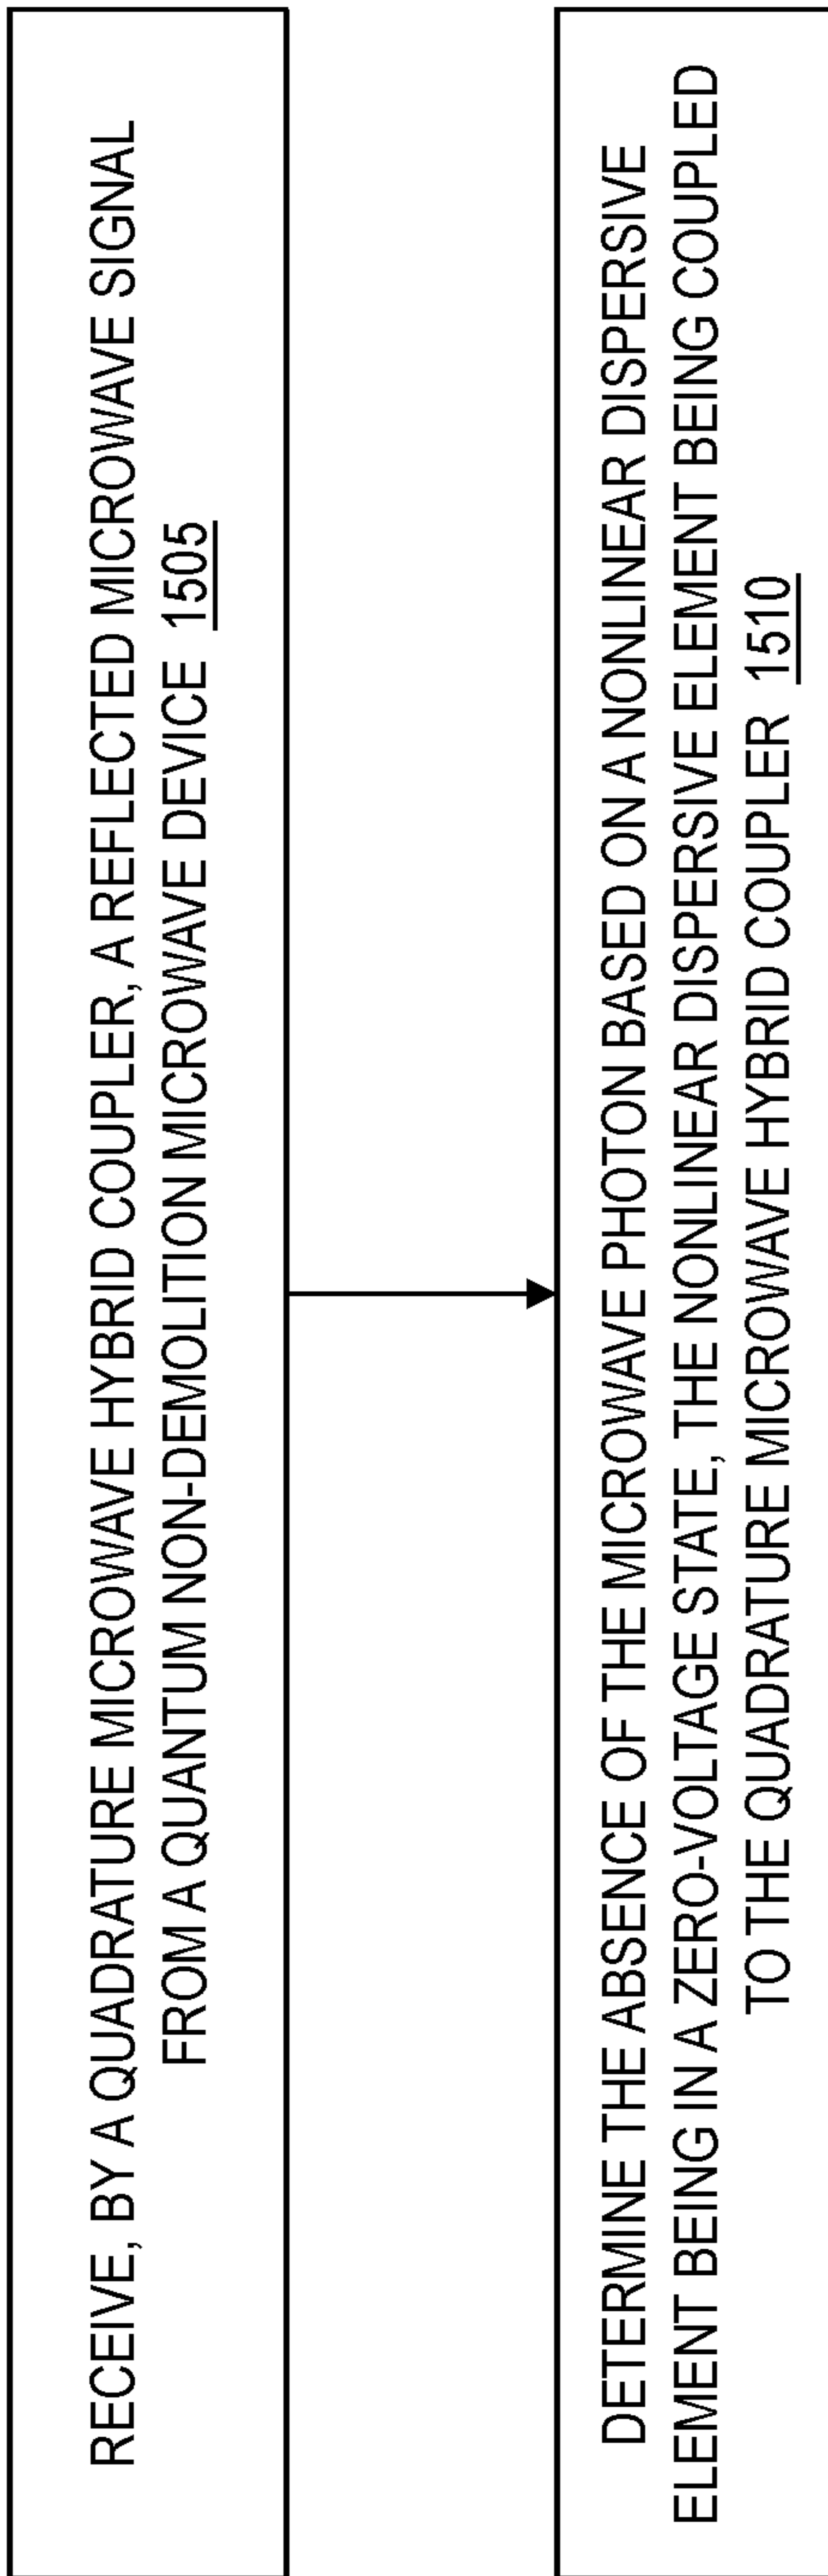 RECEIVE, BY A QUADRATURE MICROWAVE HYBRID COUPLER, A REFLECTED MICROWAVE SIGNAL
FROM A QUANTUM NON-DEMOLITION MICROWAVE DEVICE 1505
DETERMINE THE ABSENCE OF THE MICROWAVE PHOTON BASED ON A NONLINEAR DISPERSIVE
ELEMENT BEING IN A ZERO-VOLTAGE STATE, THE NONLINEAR DISPERSIVE ELEMENT BEING COUPLED
TO THE QUADRATURE MICROWAVE HYBRID COUPLER 1510